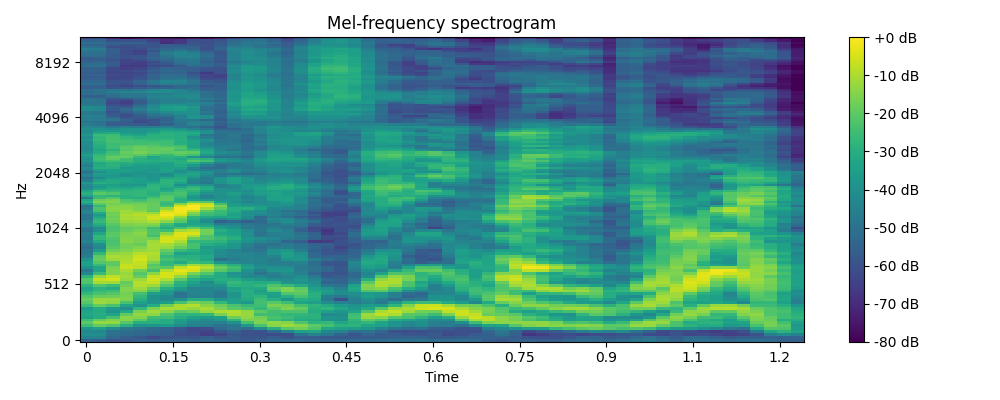 Mel-frequency spectrogram
8192
4096
2048
1024
512
0
Hz
0 0.15 0.3 0.45 0.6 0.75 0.9 1.1 1.2
Time
+0 dB
-10 dB
-20 dB
-30 dB
-40 dB
-50 dB
-60 dB
-70 dB
-80 dB